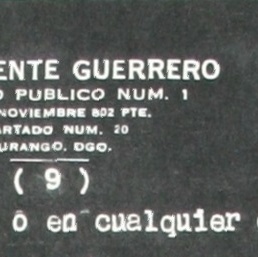 ENTE GUERRERO
O PUBLICO NUM. 1
NOVIEMBRE 802 PTE.
ARTADO NUM. 20
URANGO. DGO.
( 9 )
ó en cualquier